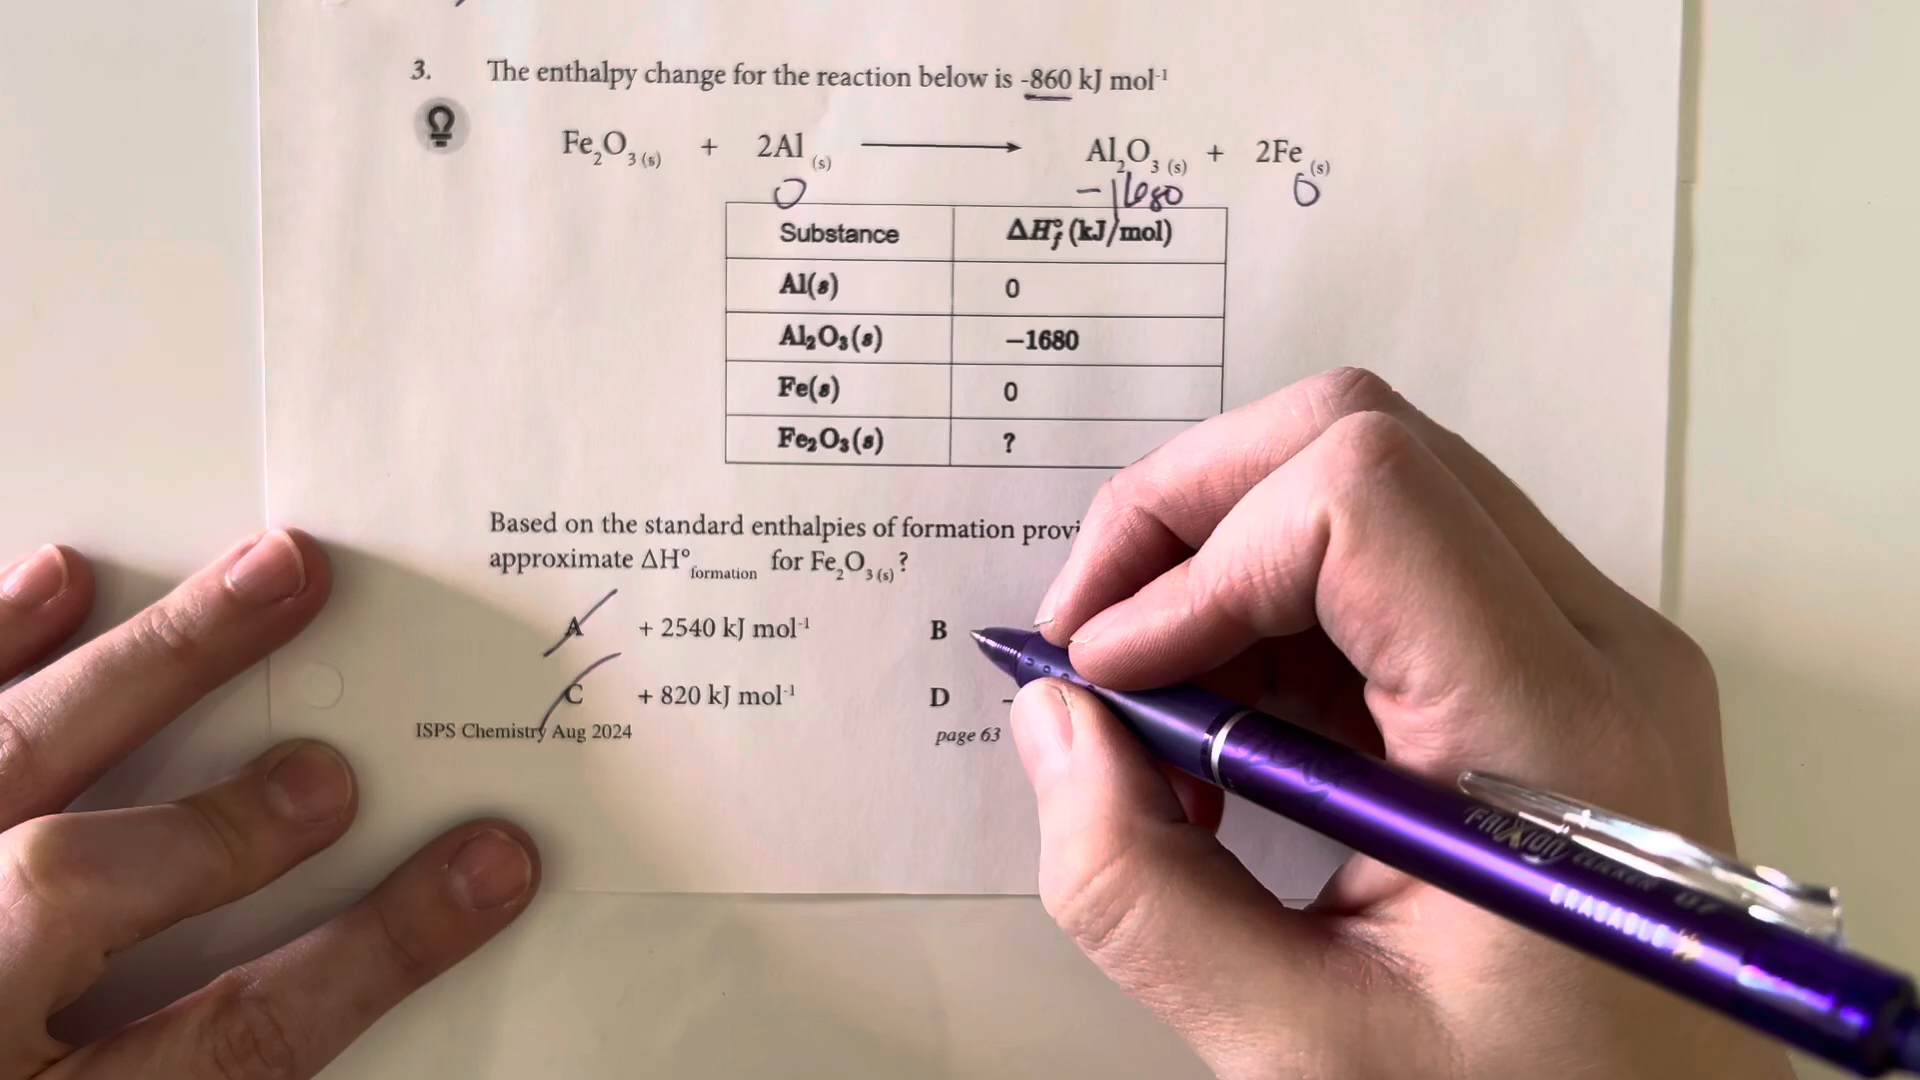 3. The enthalpy change for the reaction below is -860 kJ mol⁻¹
Fe₂O₃ (s) + 2Al (s) ⟶ Al₂O₃ (s) + 2Fe (s)
0 -1680 0
Substance ΔH°f (kJ/mol)
Al(s) 0
Al₂O₃(s) −1680
Fe(s) 0
Fe₂O₃(s) ?
Based on the standard enthalpies of formation
approximate ΔH° formation for Fe₂O₃ (s) ?
A + 2540 kJ mol⁻¹ B
C + 820 kJ mol⁻¹ D
ISPS Chemistry Aug 2024 page 63
FRIXION CLICKER 07
ERASABLE